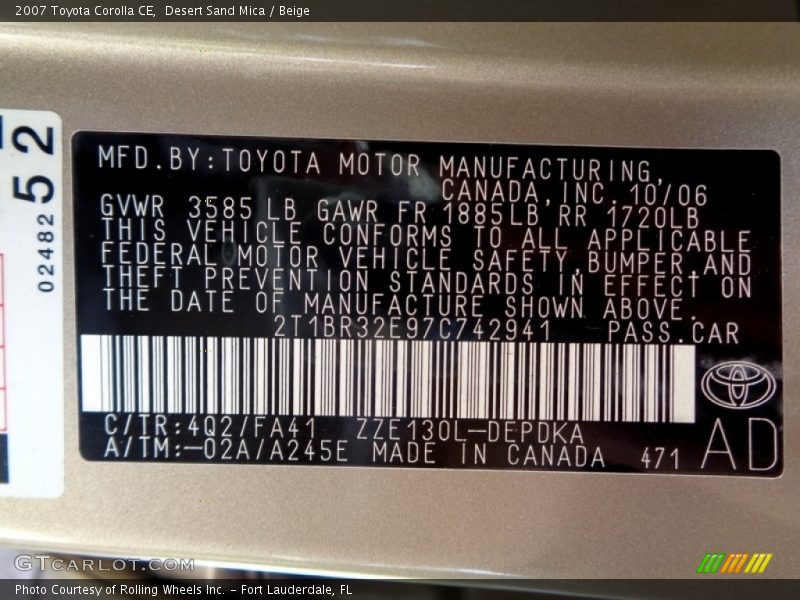 2007 Toyota Corolla CE, Desert Sand Mica / Beige
52
02482
MFD.BY:TOYOTA MOTOR MANUFACTURING,
CANADA,INC. 10/06
GVWR 3585 LB GAWR FR 1885LB RR 1720LB
THIS VEHICLE CONFORMS TO ALL APPLICABLE
FEDERAL MOTOR VEHICLE SAFETY,BUMPER,AND
THEFT PREVENTION STANDARDS IN EFFECT ON
THE DATE OF MANUFACTURE SHOWN ABOVE.
2T1BR32E97C742941 PASS.CAR
C/TR:4Q2/FA41 ZZE130L-DEPDKA
A/TM:-02A/A245E MADE IN CANADA 471
AD
GTCarlot.com
Photo Courtesy of Rolling Wheels Inc. - Fort Lauderdale, FL